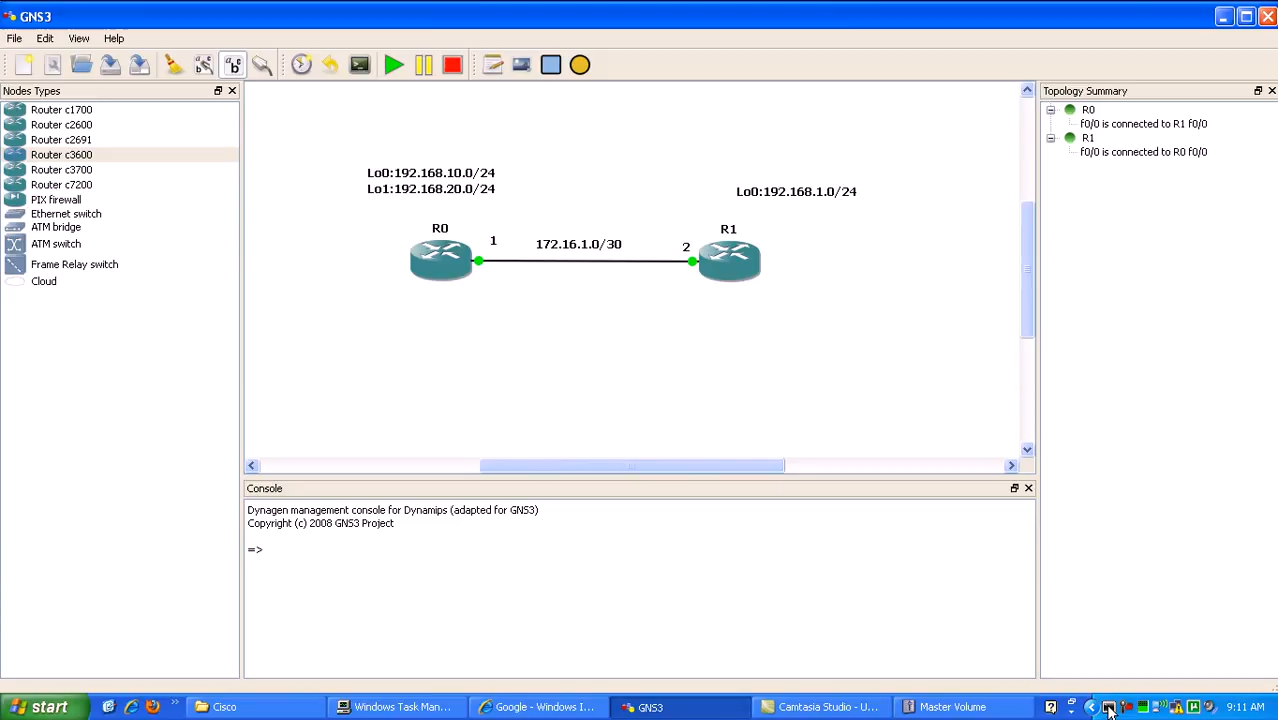 GNS3
File Edit View Help
Nodes Types
Router c1700
Router c2600
Router c2691
Router c3600
Router c3700
Router c7200
PIX firewall
Ethernet switch
ATM bridge
ATM switch
Frame Relay switch
Cloud
Lo0:192.168.10.0/24
Lo1:192.168.20.0/24
Lo0:192.168.1.0/24
R0
R1
1
172.16.1.0/30
2
Topology Summary
R0
f0/0 is connected to R1 f0/0
R1
f0/0 is connected to R0 f0/0
Console
Dynagen management console for Dynamips (adapted for GNS3)
Copyright (c) 2008 GNS3 Project
=>
start Cisco Windows Task Man... Google - Windows I... GNS3 Camtasia Studio - U... Master Volume 9:11 AM